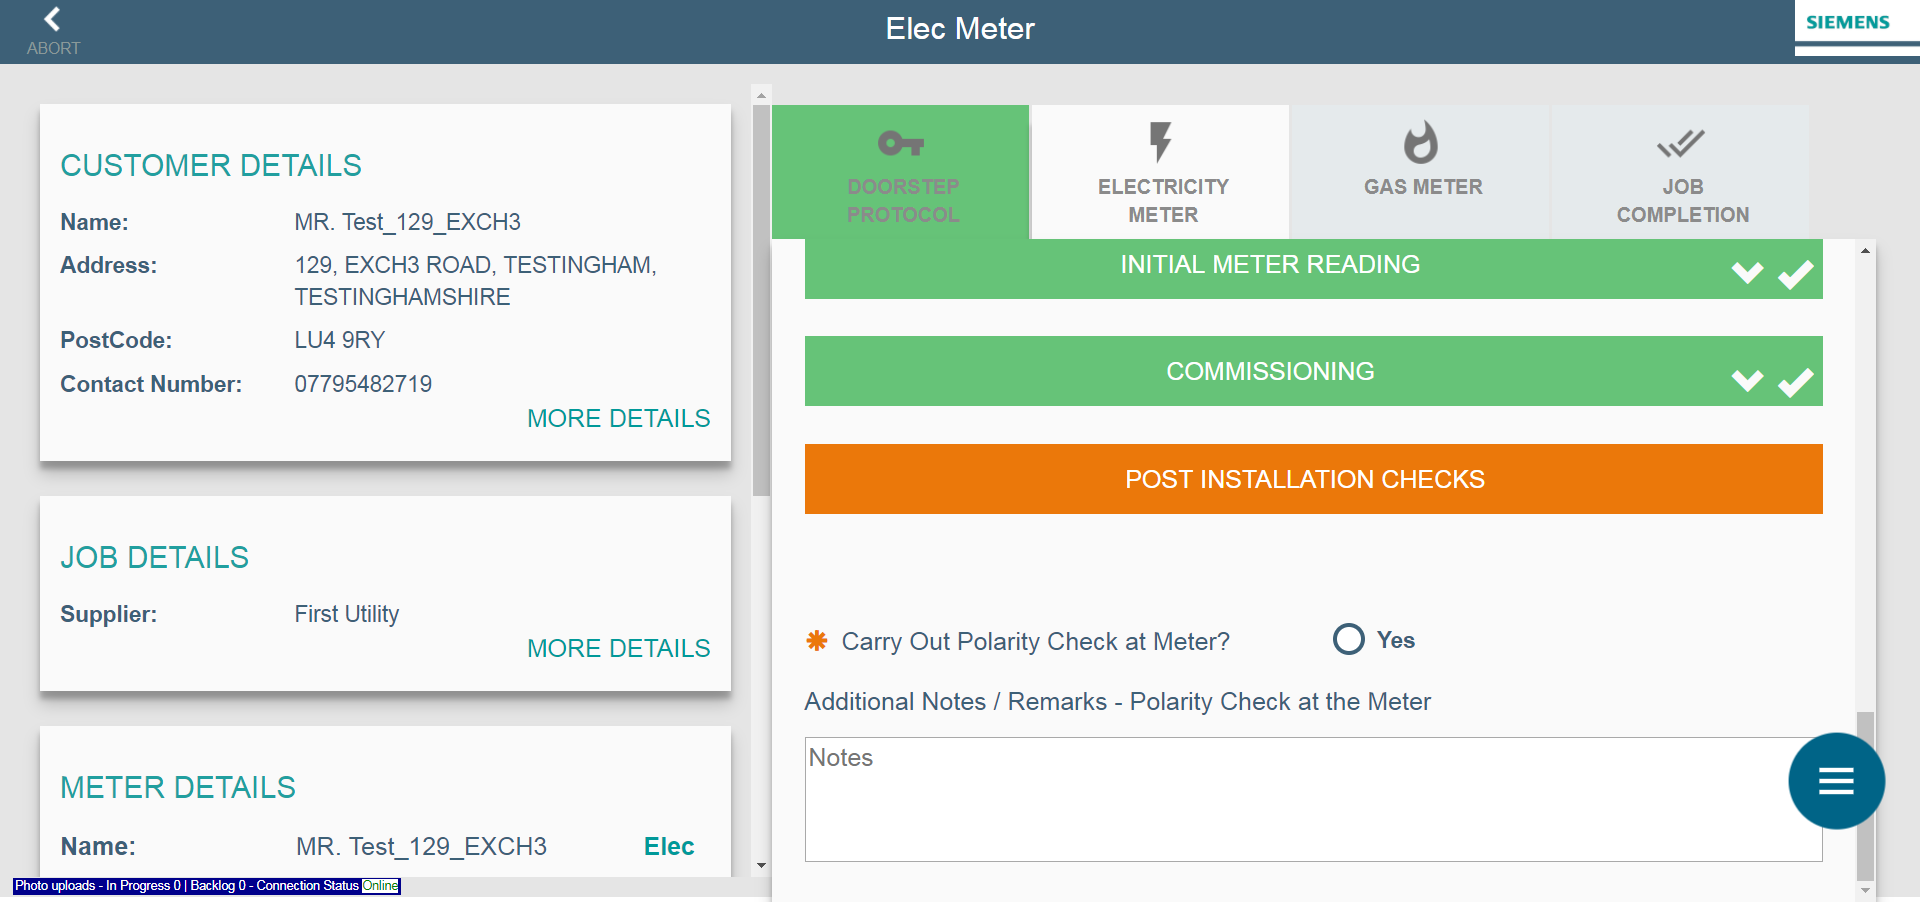 ABORT
Elec Meter
SIEMENS
CUSTOMER DETAILS
Name: MR. Test_129_EXCH3
Address: 129, EXCH3 ROAD, TESTINGHAM,
TESTINGHAMSHIRE
PostCode: LU4 9RY
Contact Number: 07795482719
MORE DETAILS
JOB DETAILS
Supplier: First Utility
MORE DETAILS
METER DETAILS
Name: MR. Test_129_EXCH3 Elec
Photo uploads - In Progress 0 | Backlog 0 - Connection Status Online
DOORSTEP
PROTOCOL
ELECTRICITY
METER
GAS METER
JOB
COMPLETION
INITIAL METER READING
COMMISSIONING
POST INSTALLATION CHECKS
✱ Carry Out Polarity Check at Meter? Yes
Additional Notes / Remarks - Polarity Check at the Meter
Notes